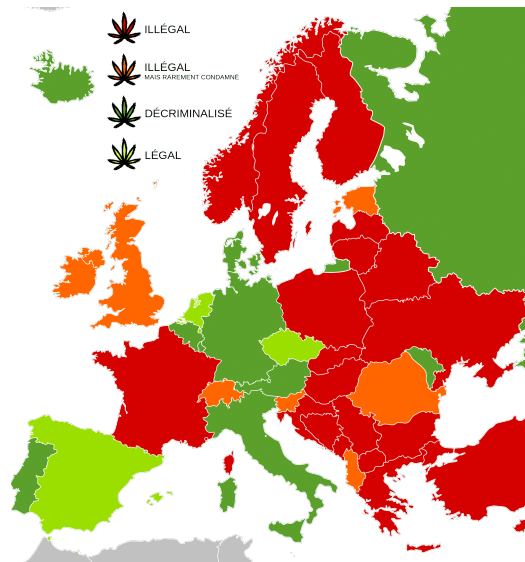 ILLÉGAL
ILLÉGAL
MAIS RAREMENT CONDAMNÉ
DÉCRIMINALISÉ
LÉGAL